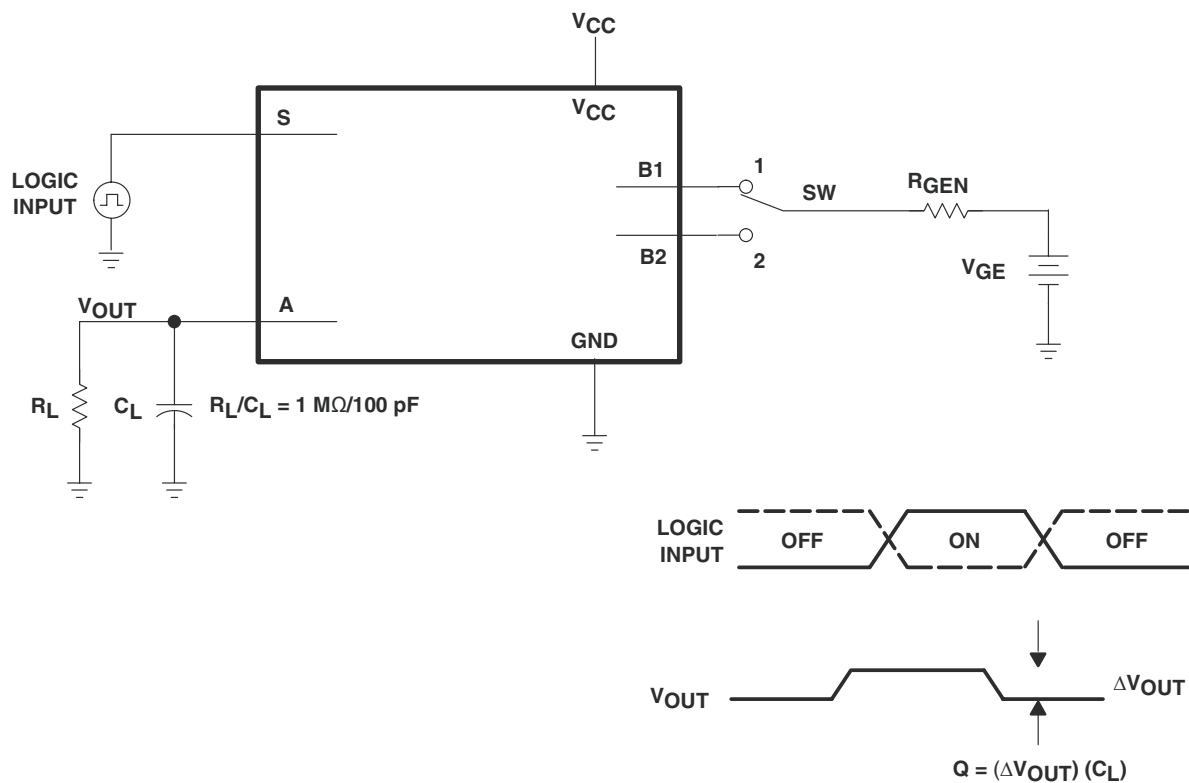 VCC
VCC
S
LOGIC
INPUT
B1
1
SW
RGEN
B2
2
VGE
VOUT
A
GND
RL
CL
RL/CL = 1 MΩ/100 pF
LOGIC
INPUT
OFF
ON
OFF
VOUT
ΔVOUT
Q = (ΔVOUT) (CL)